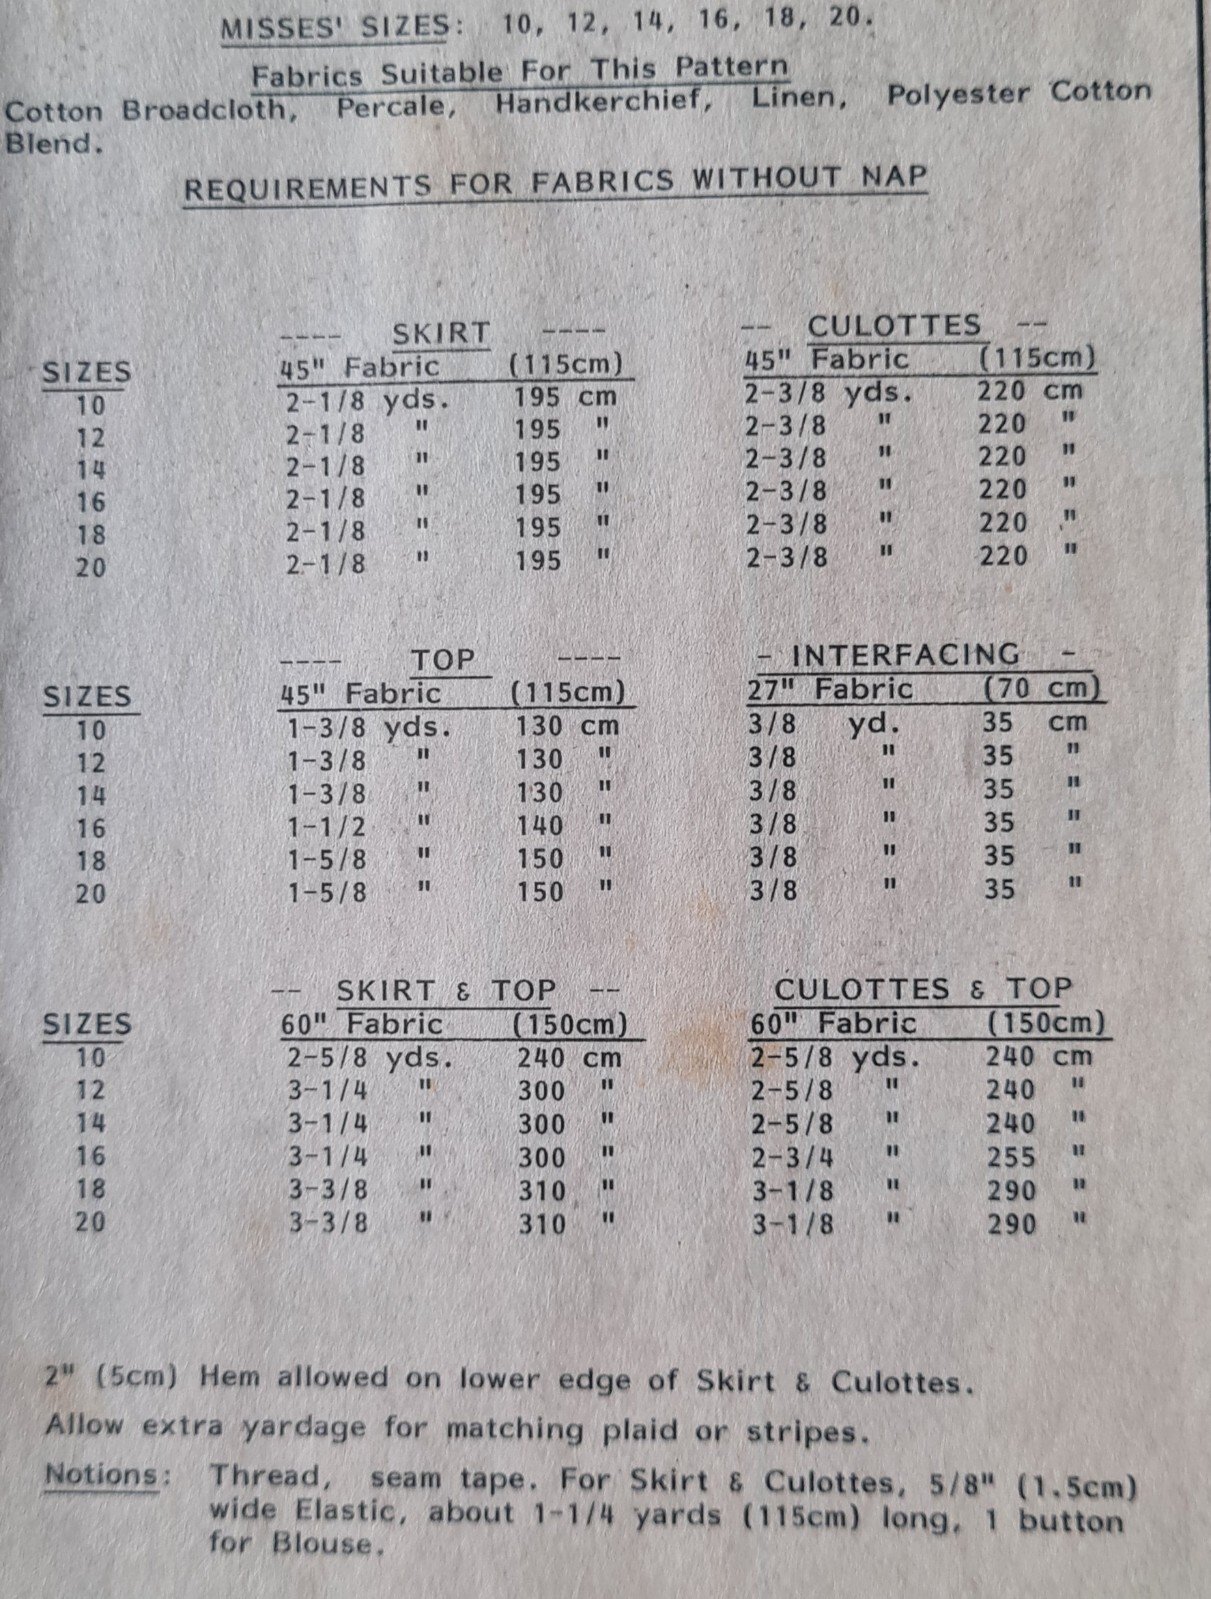 MISSES' SIZES: 10, 12, 14, 16, 18, 20.
Fabrics Suitable For This Pattern
Cotton Broadcloth, Percale, Handkerchief, Linen, Polyester Cotton
Blend.
REQUIREMENTS FOR FABRICS WITHOUT NAP
---- SKIRT ---- -- CULOTTES --
SIZES 45" Fabric (115cm) 45" Fabric (115cm)
10 2-1/8 yds. 195 cm 2-3/8 yds. 220 cm
12 2-1/8 " 195 " 2-3/8 " 220 "
14 2-1/8 " 195 " 2-3/8 " 220 "
16 2-1/8 " 195 " 2-3/8 " 220 "
18 2-1/8 " 195 " 2-3/8 " 220 "
20 2-1/8 " 195 " 2-3/8 " 220 "
---- TOP ---- - INTERFACING -
SIZES 45" Fabric (115cm) 27" Fabric (70 cm)
10 1-3/8 yds. 130 cm 3/8 yd. 35 cm
12 1-3/8 " 130 " 3/8 " 35 "
14 1-3/8 " 130 " 3/8 " 35 "
16 1-1/2 " 140 " 3/8 " 35 "
18 1-5/8 " 150 " 3/8 " 35 "
20 1-5/8 " 150 " 3/8 " 35 "
-- SKIRT & TOP -- CULOTTES & TOP
SIZES 60" Fabric (150cm) 60" Fabric (150cm)
10 2-5/8 yds. 240 cm 2-5/8 yds. 240 cm
12 3-1/4 " 300 " 2-5/8 " 240 "
14 3-1/4 " 300 " 2-5/8 " 240 "
16 3-1/4 " 300 " 2-3/4 " 255 "
18 3-3/8 " 310 " 3-1/8 " 290 "
20 3-3/8 " 310 " 3-1/8 " 290 "
2" (5cm) Hem allowed on lower edge of Skirt & Culottes.
Allow extra yardage for matching plaid or stripes.
Notions: Thread, seam tape. For Skirt & Culottes, 5/8" (1.5cm)
wide Elastic, about 1-1/4 yards (115cm) long, 1 button
for Blouse.